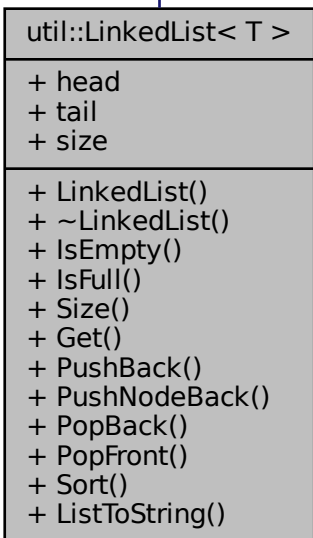 util::LinkedList< T >
+ head
+ tail
+ size
+ LinkedList()
+ ~LinkedList()
+ IsEmpty()
+ IsFull()
+ Size()
+ Get()
+ PushBack()
+ PushNodeBack()
+ PopBack()
+ PopFront()
+ Sort()
+ ListToString()